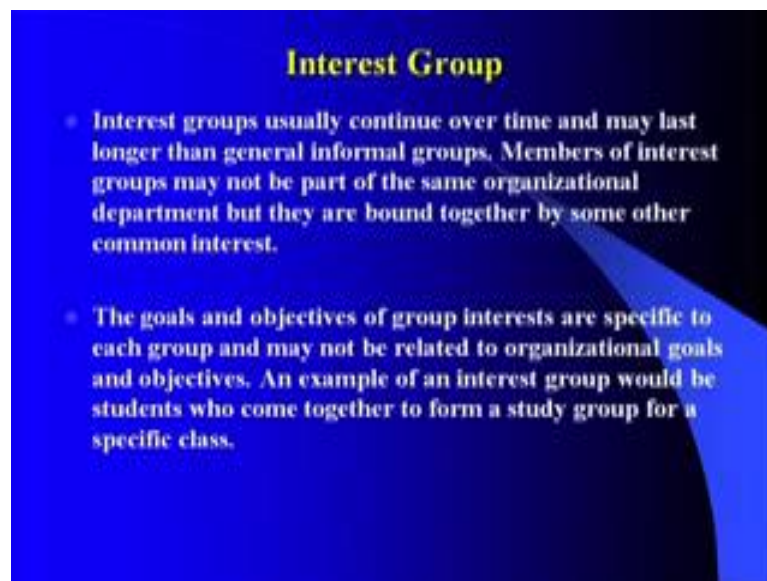 Interest Group
Interest groups usually continue over time and may last
longer than general informal groups. Members of interest
groups may not be part of the same organizational
department but they are bound together by some other
common interest.
The goals and objectives of group interests are specific to
each group and may not be related to organizational goals
and objectives. An example of an interest group would be
students who come together to form a study group for a
specific class.